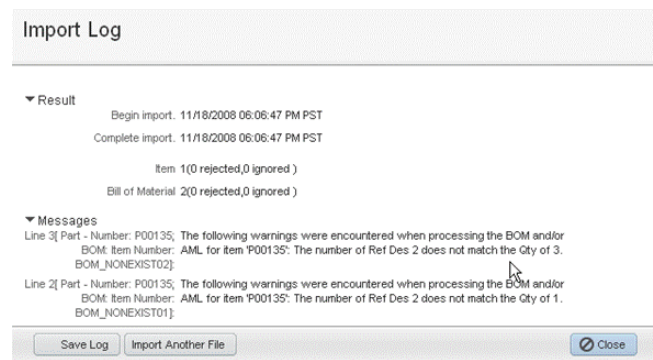 Import Log
Result
Begin import. 11/18/2008 06:06:47 PM PST
Complete import. 11/18/2008 06:06:47 PM PST
Item 1(0 rejected,0 ignored )
Bill of Material 2(0 rejected,0 ignored )
Messages
Line 3[ Part - Number: P00135; The following warnings were encountered when processing the BOM and/or
BOM: Item Number: AML for item 'P00135': The number of Ref Des 2 does not match the Qty of 3.
BOM_NONEXIST02]:
Line 2[ Part - Number: P00135; The following warnings were encountered when processing the BOM and/or
BOM: Item Number: AML for item 'P00135': The number of Ref Des 2 does not match the Qty of 1.
BOM_NONEXIST01]:
Save Log Import Another File Close